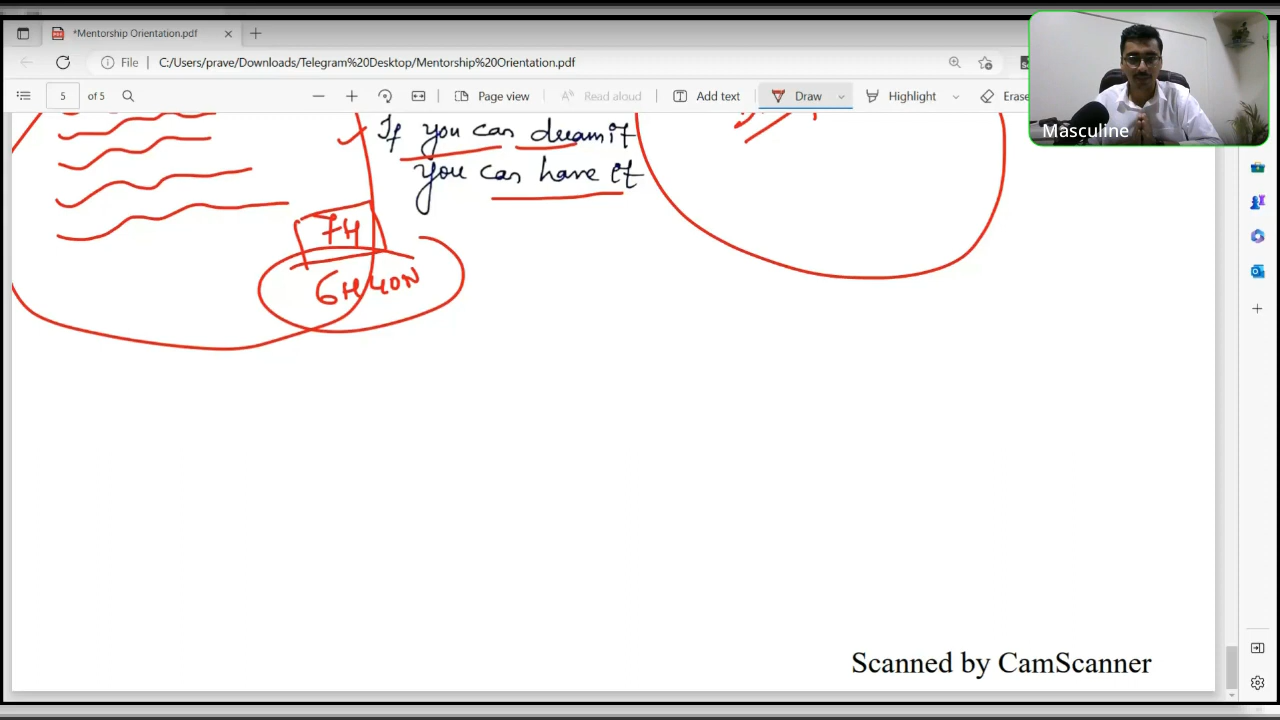 *Mentorship Orientation.pdf
File C:/Users/prave/Downloads/Telegram%20Desktop/Mentorship%20Orientation.pdf
5 of 5 Page view Read aloud Add text Draw Highlight Erase
Masculine
If you can dream it
you can have it
7H
6H 40N
Scanned by CamScanner